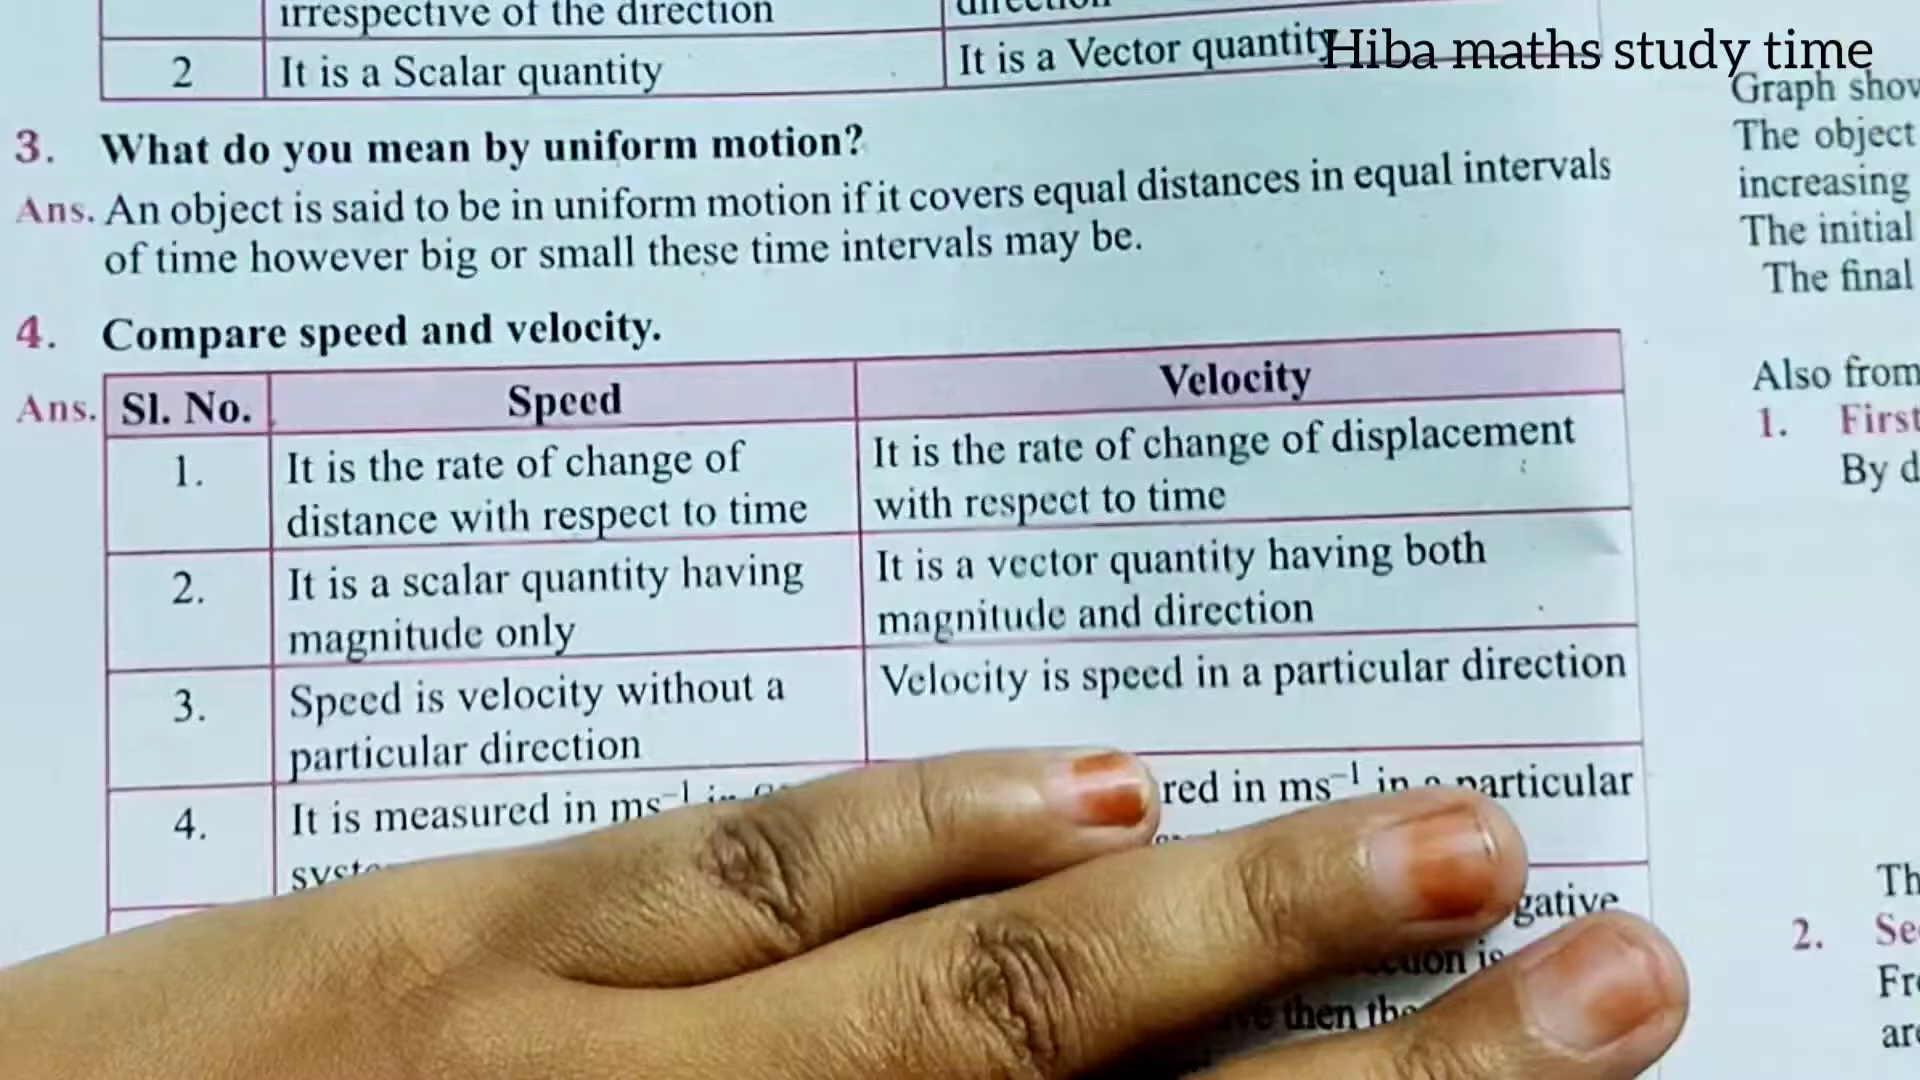 irrespective of the direction
direction
2 It is a Scalar quantity It is a Vector quantity
Hiba maths study time
3. What do you mean by uniform motion?
Ans. An object is said to be in uniform motion if it covers equal distances in equal intervals
of time however big or small these time intervals may be.
4. Compare speed and velocity.
Ans. Sl. No. Speed Velocity
1. It is the rate of change of
distance with respect to time
It is the rate of change of displacement
with respect to time
2. It is a scalar quantity having
magnitude only
It is a vector quantity having both
magnitude and direction
3. Speed is velocity without a
particular direction
Velocity is speed in a particular direction
4. It is measured in ms⁻¹ in
red in ms⁻¹ in a particular
gative
is
then
Graph
The object
increasing
The initial
The final
Also from
1. First
By
2.